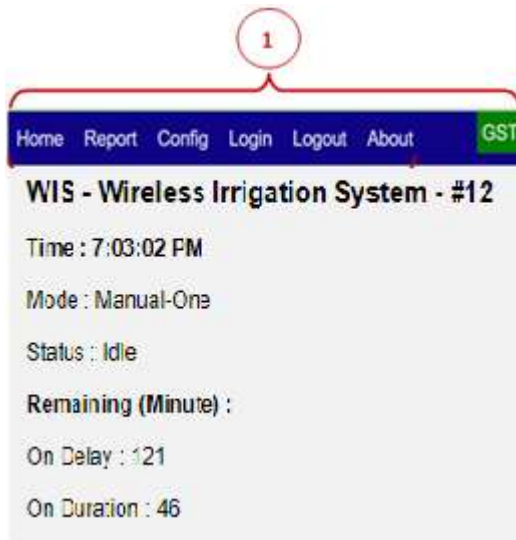 1
Home Report Config Login Logout About GST
WIS - Wireless Irrigation System - #12
Time : 7:03:02 PM
Mode : Manual-One
Status : Idle
Remaining (Minute) :
On Delay : 121
On Duration : 46